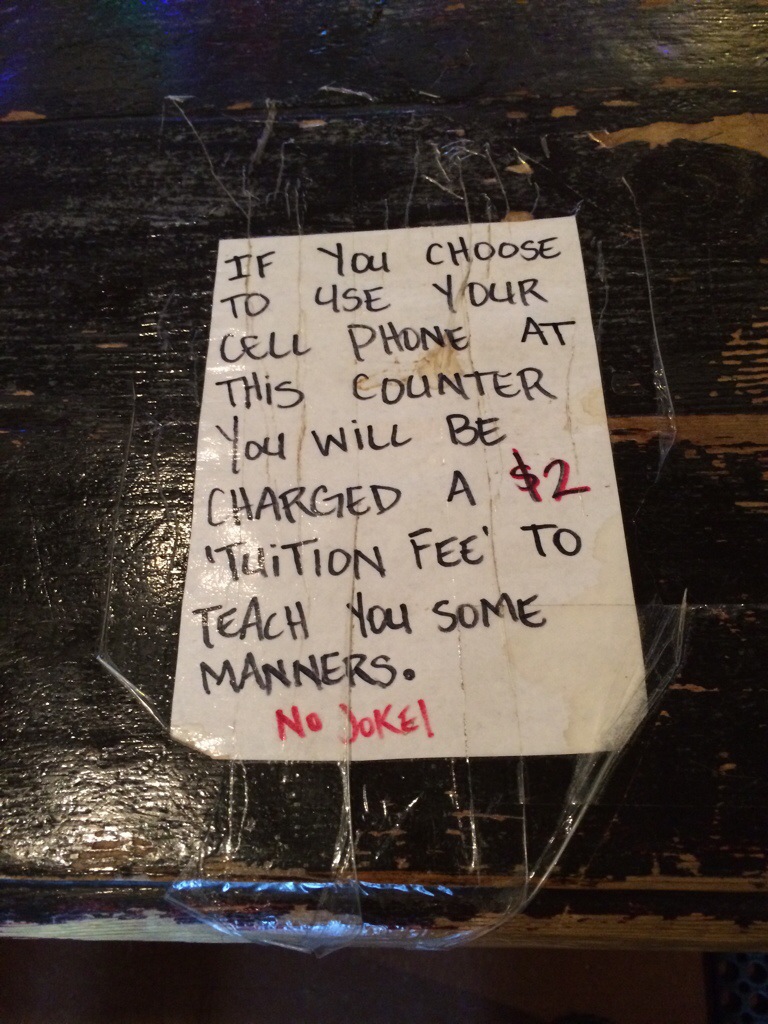 IF YOU CHOOSE
TO USE YOUR
CELL PHONE AT
THIS COUNTER
YOU WILL BE
CHARGED A $2
'TUITION FEE' TO
TEACH YOU SOME
MANNERS.
NO JOKE!